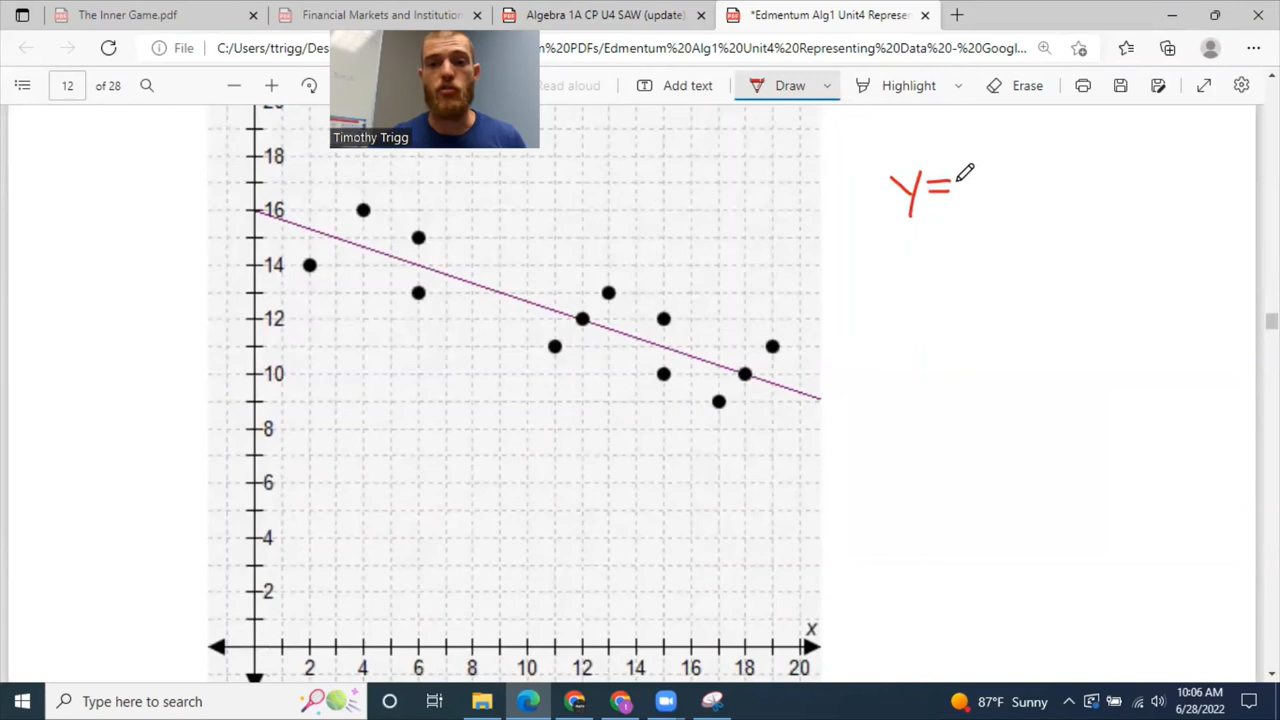 The Inner Game.pdf
Financial Markets and Institution
Algebra 1A CP U4 SAW (update)
*Edmentum Alg1 Unit4 Represen
File
C:/Users/ttrigg/Des
m%20PDFs/Edmentum%20Alg1%20Unit4%20Representing%20Data%20-%20Googl...
12
of 28
Read aloud
Add text
Draw
Highlight
Erase
Timothy Trigg
18
16
14
12
10
8
6
4
2
x
2 4 6 8 10 12 14 16 18 20
Y=
Type here to search
87°F Sunny
10:06 AM
6/28/2022